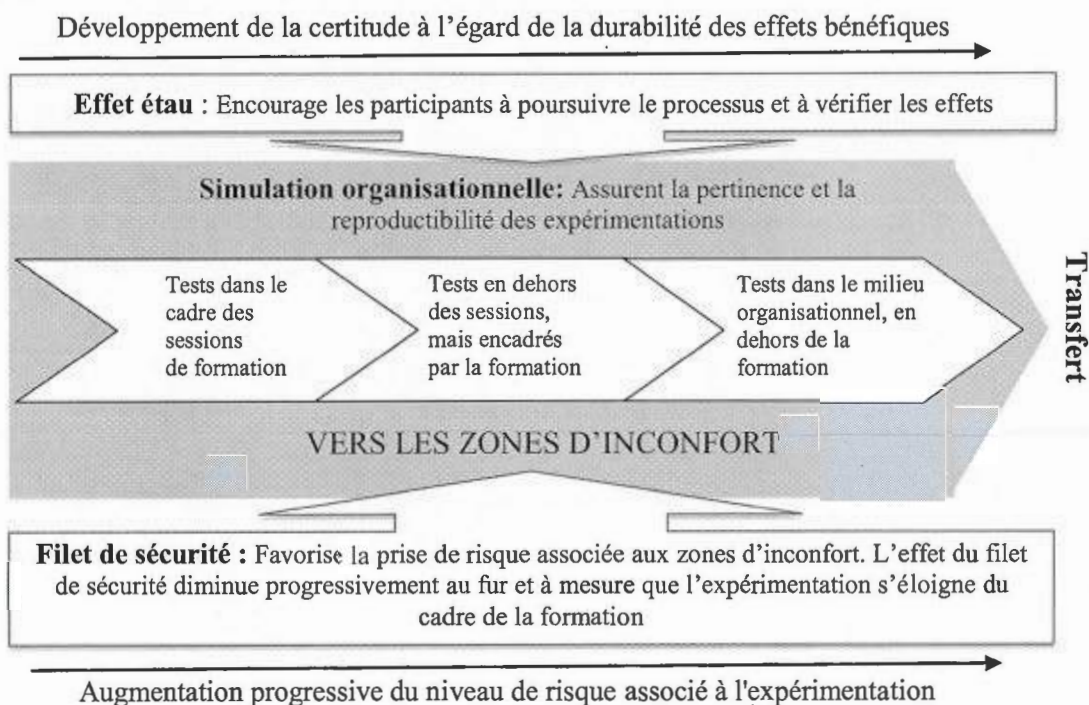 Développement de la certitude à l'égard de la durabilité des effets bénéfiques
Effet étau : Encourage les participants à poursuivre le processus et à vérifier les effets
Simulation organisationnelle: Assurent la pertinence et la
reproductibilité des expérimentations
Tests dans le
cadre des
sessions
de formation
Tests en dehors
des sessions,
mais encadrés
par la formation
Tests dans le milieu
organisationnel, en
dehors de la
formation
Transfert
VERS LES ZONES D'INCONFORT
Filet de sécurité : Favorise la prise de risque associée aux zones d'inconfort. L'effet du filet
de sécurité diminue progressivement au fur et à mesure que l'expérimentation s'éloigne du
cadre de la formation
Augmentation progressive du niveau de risque associé à l'expérimentation